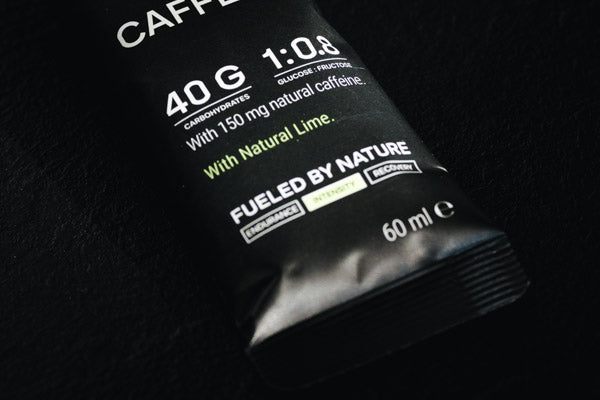 CAFFE
40 G 1:0.8
CARBOHYDRATES GLUCOSE : FRUCTOSE
With 150 mg natural caffeine.
With Natural Lime.
FUELED BY NATURE
ENDURANCE INTENSITY RECOVERY
60 ml ℮